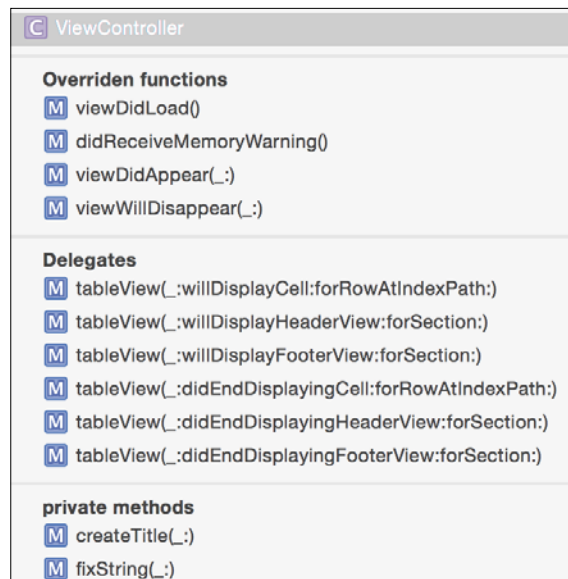 C ViewController
Overriden functions
M viewDidLoad()
M didReceiveMemoryWarning()
M viewDidAppear(_:)
M viewWillDisappear(_:)
Delegates
M tableView(_:willDisplayCell:forRowAtIndexPath:)
M tableView(_:willDisplayHeaderView:forSection:)
M tableView(_:willDisplayFooterView:forSection:)
M tableView(_:didEndDisplayingCell:forRowAtIndexPath:)
M tableView(_:didEndDisplayingHeaderView:forSection:)
M tableView(_:didEndDisplayingFooterView:forSection:)
private methods
M createTitle(_:)
M fixString(_:)